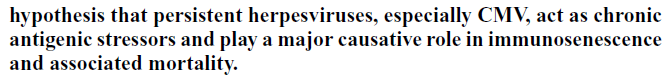 hypothesis that persistent herpesviruses, especially CMV, act as chronic
antigenic stressors and play a major causative role in immunosenescence
and associated mortality.